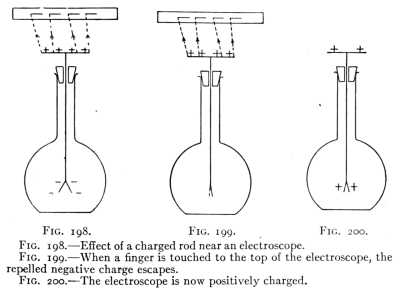 FIG. 198.
FIG. 199.
FIG. 200.
FIG. 198.—Effect of a charged rod near an electroscope.
FIG. 199.—When a finger is touched to the top of the electroscope, the
repelled negative charge escapes.
FIG. 200.—The electroscope is now positively charged.